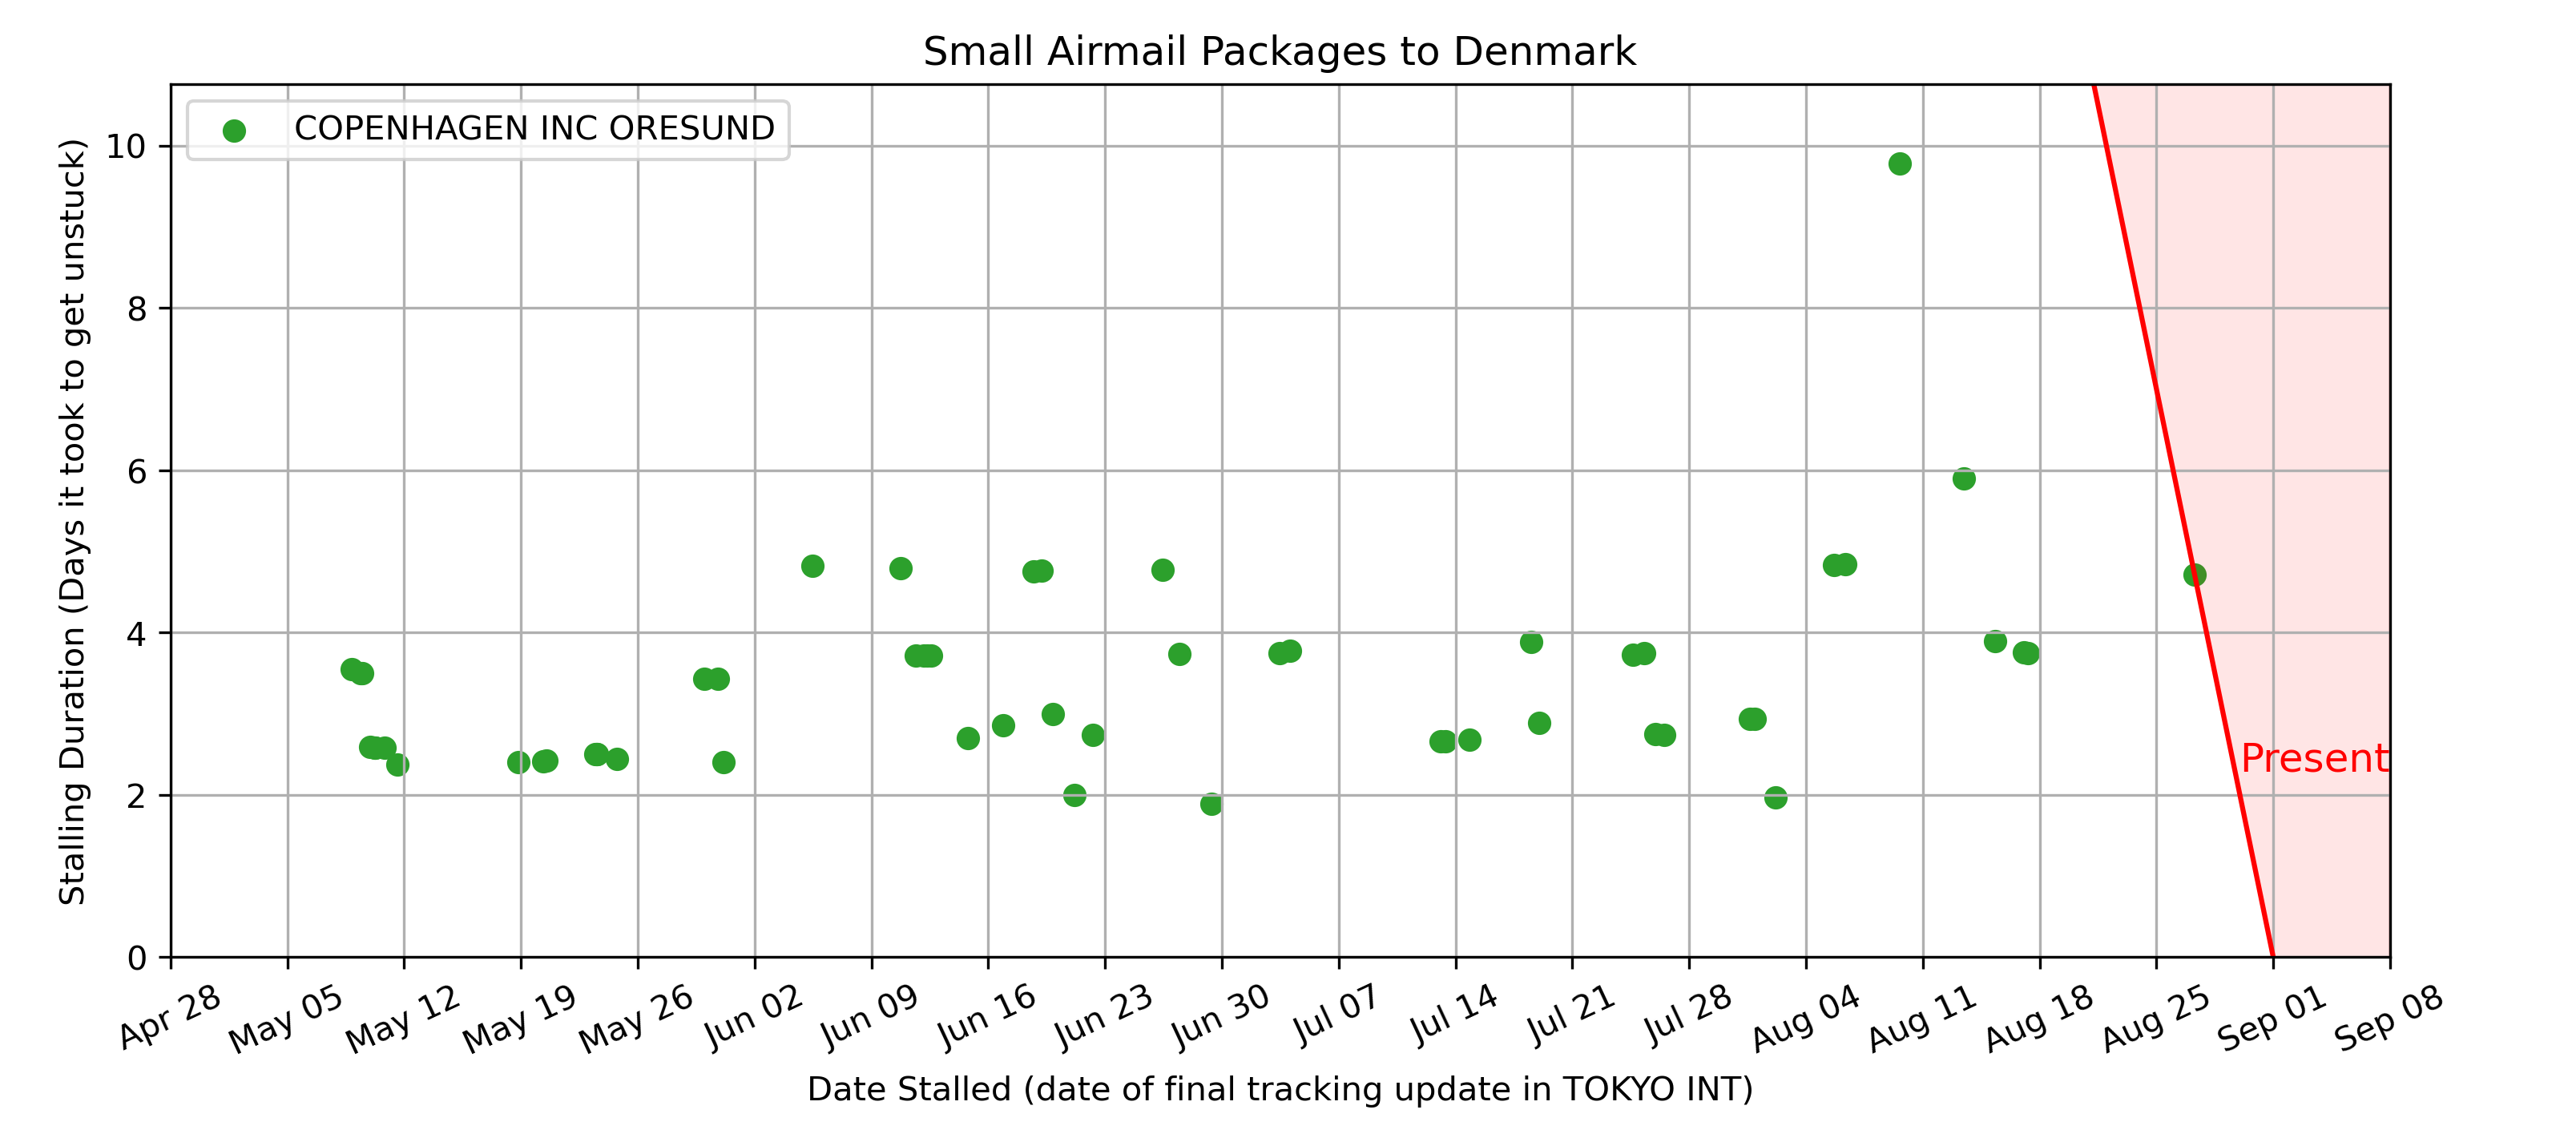 Small Airmail Packages to Denmark
COPENHAGEN INC ORESUND
Stalling Duration (Days it took to get unstuck)
10
8
6
4
2
0
Present
Apr 28
May 05
May 12
May 19
May 26
Jun 02
Jun 09
Jun 16
Jun 23
Jun 30
Jul 07
Jul 14
Jul 21
Jul 28
Aug 04
Aug 11
Aug 18
Aug 25
Sep 01
Sep 08
Date Stalled (date of final tracking update in TOKYO INT)